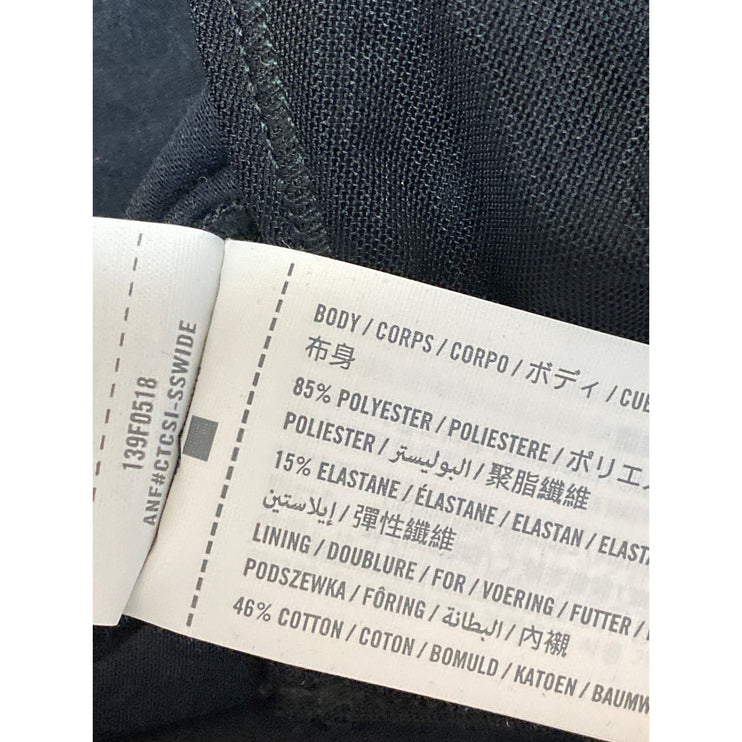 139F0518
ANF#CTCSI-SSWIDE
BODY / CORPS / CORPO / ボディ / CUE
布身
85% POLYESTER / POLIESTERE / ポリエス
POLIESTER / البوليستر / 聚脂纖維
15% ELASTANE / ÉLASTANE / ELASTAN / ELASTA
إيلاستين / 彈性纖維
LINING / DOUBLURE / FOR / VOERING / FUTTER /
PODSZEWKA / FÔRING / البطانة / 內襯
46% COTTON / COTON / BOMULD / KATOEN / BAUMW